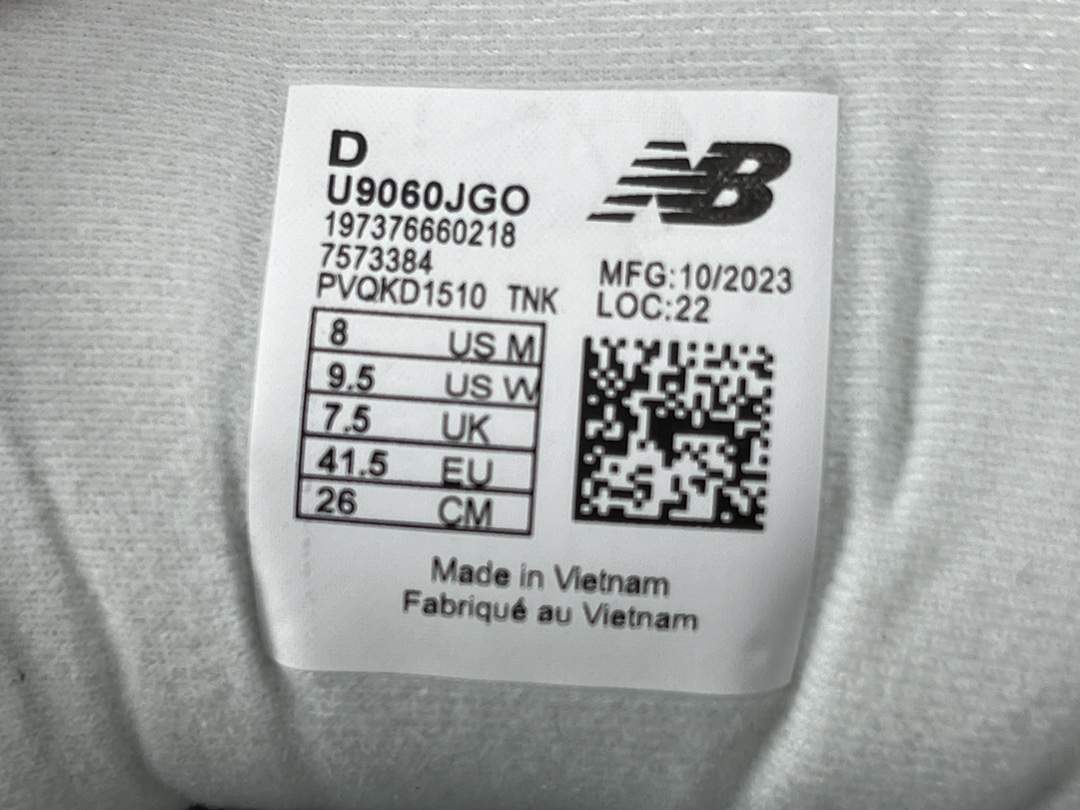 D
U9060JGO
197376660218
7573384
PVQKD1510 TNK
NB
MFG:10/2023
LOC:22
8 US M
9.5 US W
7.5 UK
41.5 EU
26 CM
Made in Vietnam
Fabriqué au Vietnam